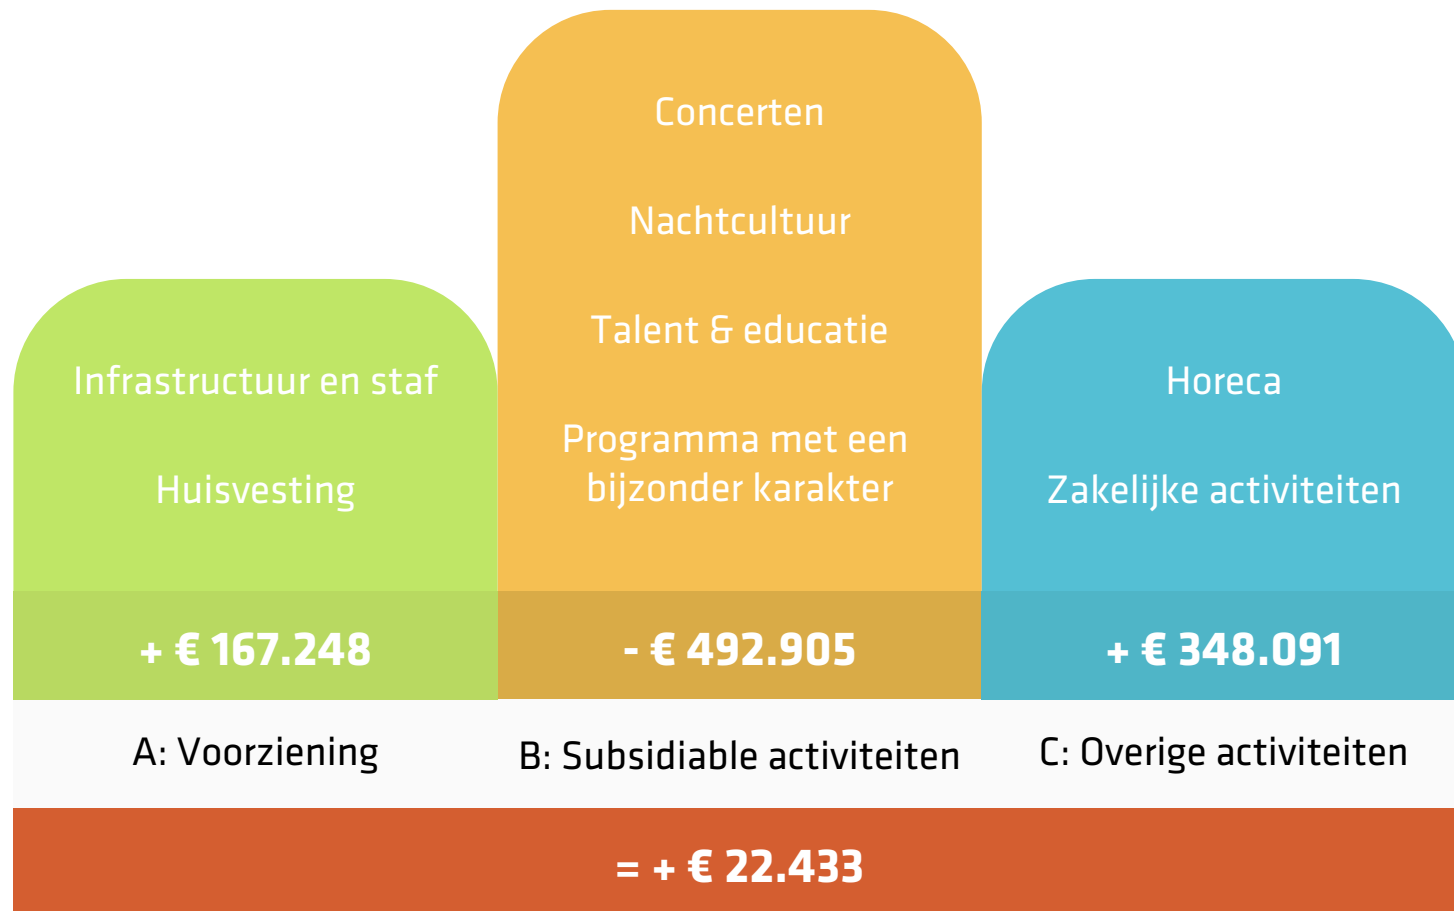 Infrastructuur en staf
Huisvesting
+ € 167.248
A: Voorziening
Concerten
Nachtcultuur
Talent & educatie
Programma met een
bijzonder karakter
- € 492.905
B: Subsidiable activiteiten
Horeca
Zakelijke activiteiten
+ € 348.091
C: Overige activiteiten
= + € 22.433